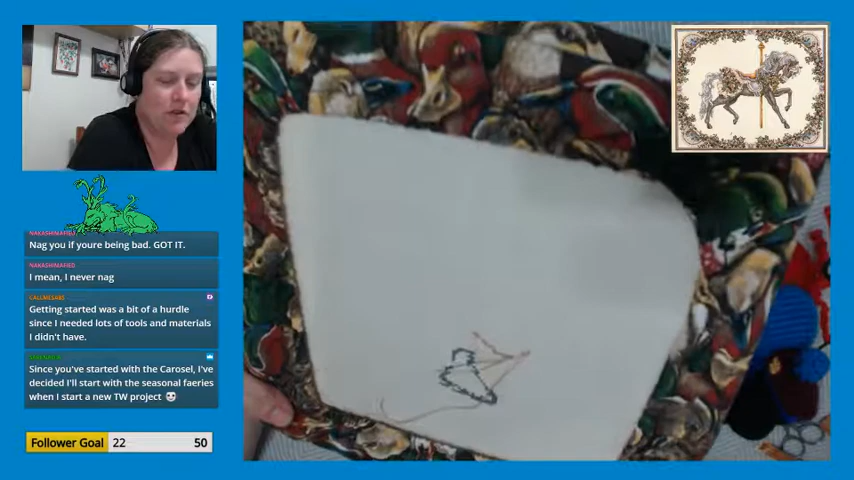 NAKASHIMAFIED
Nag you if youre being bad. GOT IT.
NAKASHIMAFIED
I mean, I never nag
Getting started was a bit of a hurdle
since I needed lots of tools and materials
I didn't have.
Since you've started with the Carosel, I've
decided I'll start with the seasonal faeries
when I start a new TW project
Follower Goal 22 50